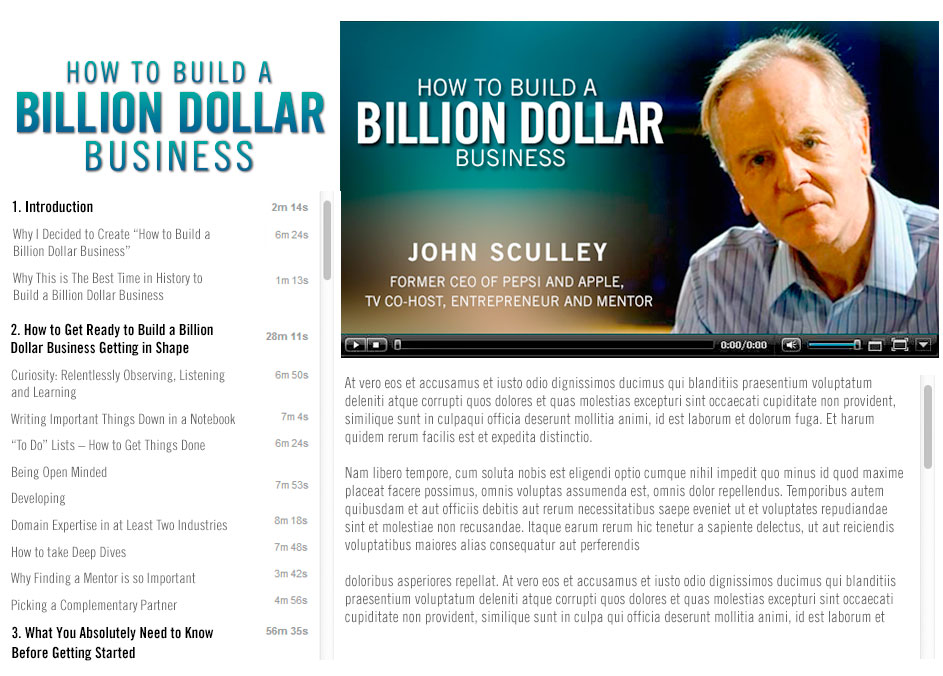 HOW TO BUILD A
BILLION DOLLAR
BUSINESS
1. Introduction 2m 14s
Why I Decided to Create “How to Build a 6m 24s
Billion Dollar Business”
Why This is The Best Time in History to 1m 13s
Build a Billion Dollar Business
2. How to Get Ready to Build a Billion 28m 11s
Dollar Business Getting in Shape
Curiosity: Relentlessly Observing, Listening 6m 50s
and Learning
Writing Important Things Down in a Notebook 7m 4s
“To Do” Lists – How to Get Things Done 6m 24s
Being Open Minded
7m 53s
Developing
Domain Expertise in at Least Two Industries 8m 18s
How to take Deep Dives 7m 48s
Why Finding a Mentor is so Important 3m 42s
Picking a Complementary Partner 4m 56s
3. What You Absolutely Need to Know 56m 35s
Before Getting Started
HOW TO BUILD A
BILLION DOLLAR
BUSINESS
JOHN SCULLEY
FORMER CEO OF PEPSI AND APPLE,
TV CO-HOST, ENTREPRENEUR AND MENTOR
0:00/0:00
At vero eos et accusamus et iusto odio dignissimos ducimus qui blanditiis praesentium voluptatum
deleniti atque corrupti quos dolores et quas molestias excepturi sint occaecati cupiditate non provident,
similique sunt in culpaqui officia deserunt mollitia animi, id est laborum et dolorum fuga. Et harum
quidem rerum facilis est et expedita distinctio.
Nam libero tempore, cum soluta nobis est eligendi optio cumque nihil impedit quo minus id quod maxime
placeat facere possimus, omnis voluptas assumenda est, omnis dolor repellendus. Temporibus autem
quibusdam et aut officiis debitis aut rerum necessitatibus saepe eveniet ut et voluptates repudiandae
sint et molestiae non recusandae. Itaque earum rerum hic tenetur a sapiente delectus, ut aut reiciendis
voluptatibus maiores alias consequatur aut perferendis
doloribus asperiores repellat. At vero eos et accusamus et iusto odio dignissimos ducimus qui blanditiis
praesentium voluptatum deleniti atque corrupti quos dolores et quas molestias excepturi sint occaecati
cupiditate non provident, similique sunt in culpa qui officia deserunt mollitia animi, id est laborum et